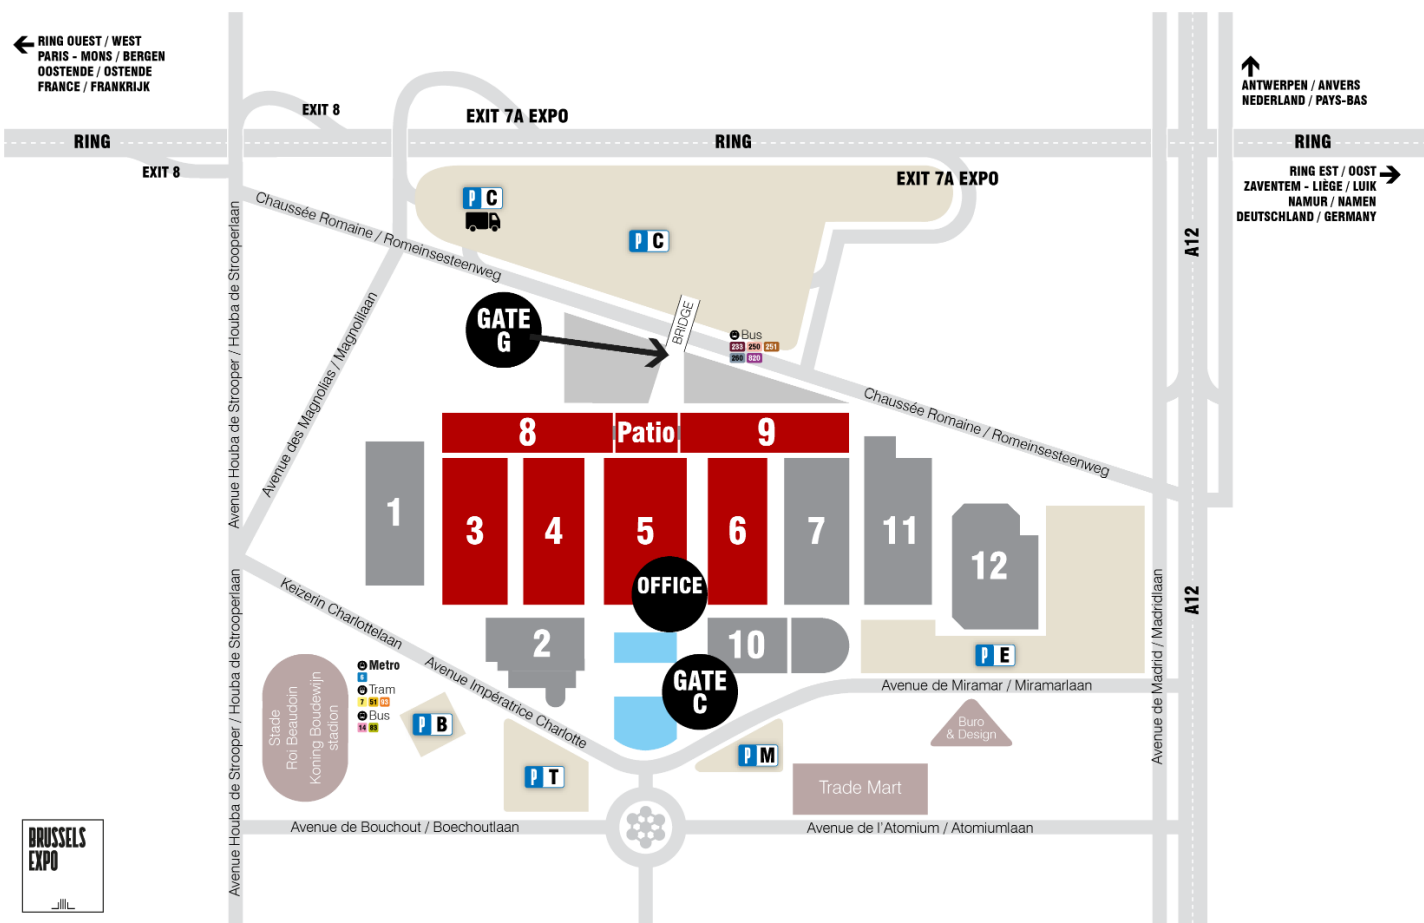 RING OUEST / WEST
PARIS - MONS / BERGEN
OOSTENDE / OSTENDE
FRANCE / FRANKRIJK
EXIT 8
EXIT 7A EXPO
ANTWERPEN / ANVERS
NEDERLAND / PAYS-BAS
RING
RING
RING
EXIT 8
EXIT 7A EXPO
RING EST / OOST
ZAVENTEM - LIÈGE / LUIK
NAMUR / NAMEN
DEUTSCHLAND / GERMANY
P C
P C
A12
Chaussée Romaine / Romeinsesteenweg
Avenue Houba de Strooper / Houba de Strooperlaan
Avenue des Magnolias / Magnolilaan
GATE
G
BRIDGE
Bus
233 250 251
260 820
Chaussée Romaine / Romeinsesteenweg
8
Patio
9
1
3
4
5
6
7
11
12
OFFICE
2
10
GATE
C
Keizerin Charlottelaan
Avenue Impératrice Charlotte
Avenue Houba de Strooper / Houba de Strooperlaan
Metro
6
Tram
7 51 93
Bus
14 83
Stade
Roi Beaudoin
Koning Boudewijn
stadion
P B
P T
P M
P E
A12
Avenue de Madrid / Madridlaan
Avenue de Miramar / Miramarlaan
Buro
& Design
Trade Mart
Avenue de Bouchout / Boechoutlaan
Avenue de l'Atomium / Atomiumlaan
BRUSSELS
EXPO